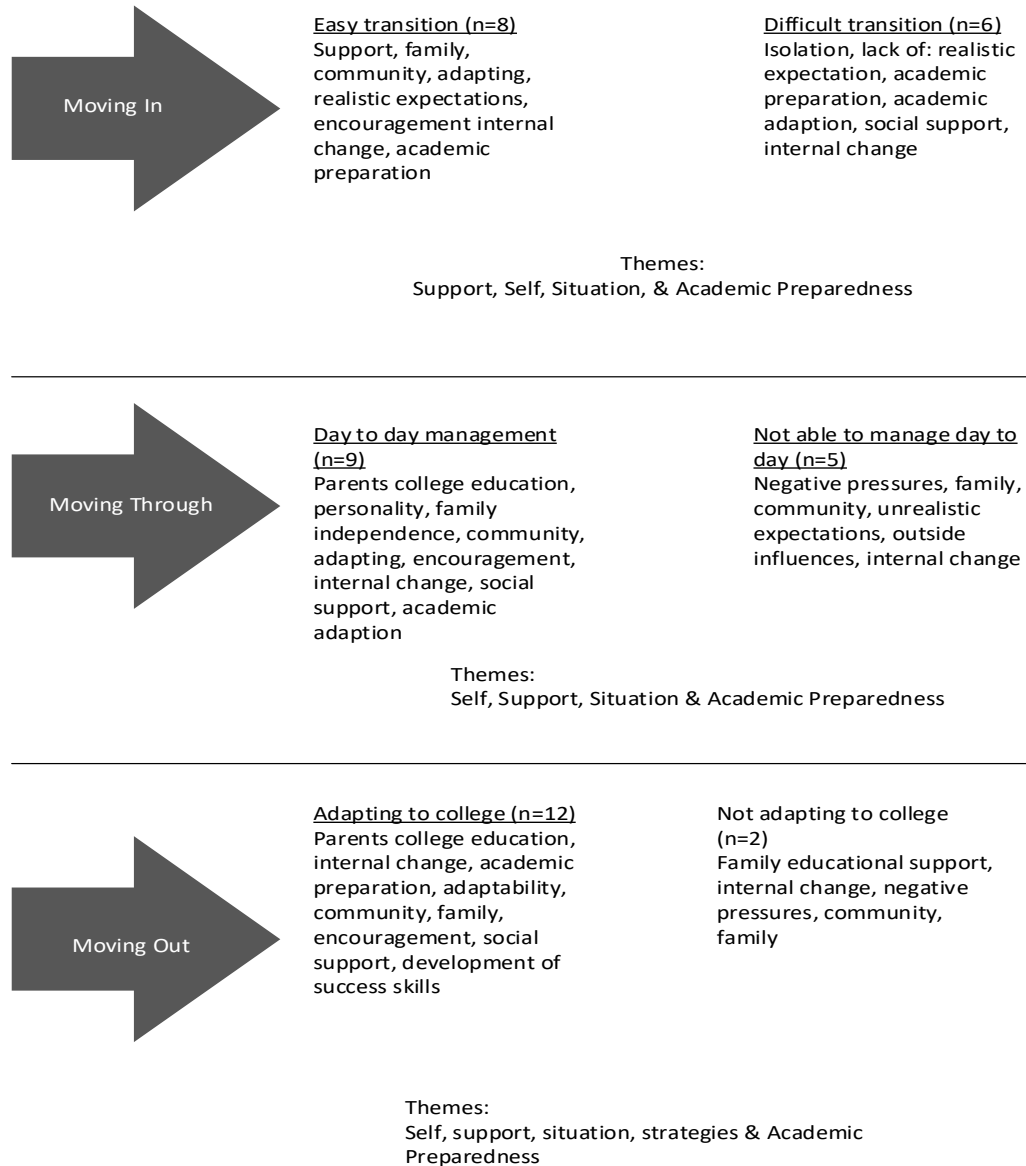 Moving In
Easy transition (n=8)
Support, family,
community, adapting,
realistic expectations,
encouragement internal
change, academic
preparation
Difficult transition (n=6)
Isolation, lack of: realistic
expectation, academic
preparation, academic
adaption, social support,
internal change
Themes:
Support, Self, Situation, & Academic Preparedness
Moving Through
Day to day management
(n=9)
Parents college education,
personality, family
independence, community,
adapting, encouragement,
internal change, social
support, academic
adaption
Not able to manage day to
day (n=5)
Negative pressures, family,
community, unrealistic
expectations, outside
influences, internal change
Themes:
Self, Support, Situation & Academic Preparedness
Moving Out
Adapting to college (n=12)
Parents college education,
internal change, academic
preparation, adaptability,
community, family,
encouragement, social
support, development of
success skills
Not adapting to college
(n=2)
Family educational support,
internal change, negative
pressures, community,
family
Themes:
Self, support, situation, strategies & Academic
Preparedness